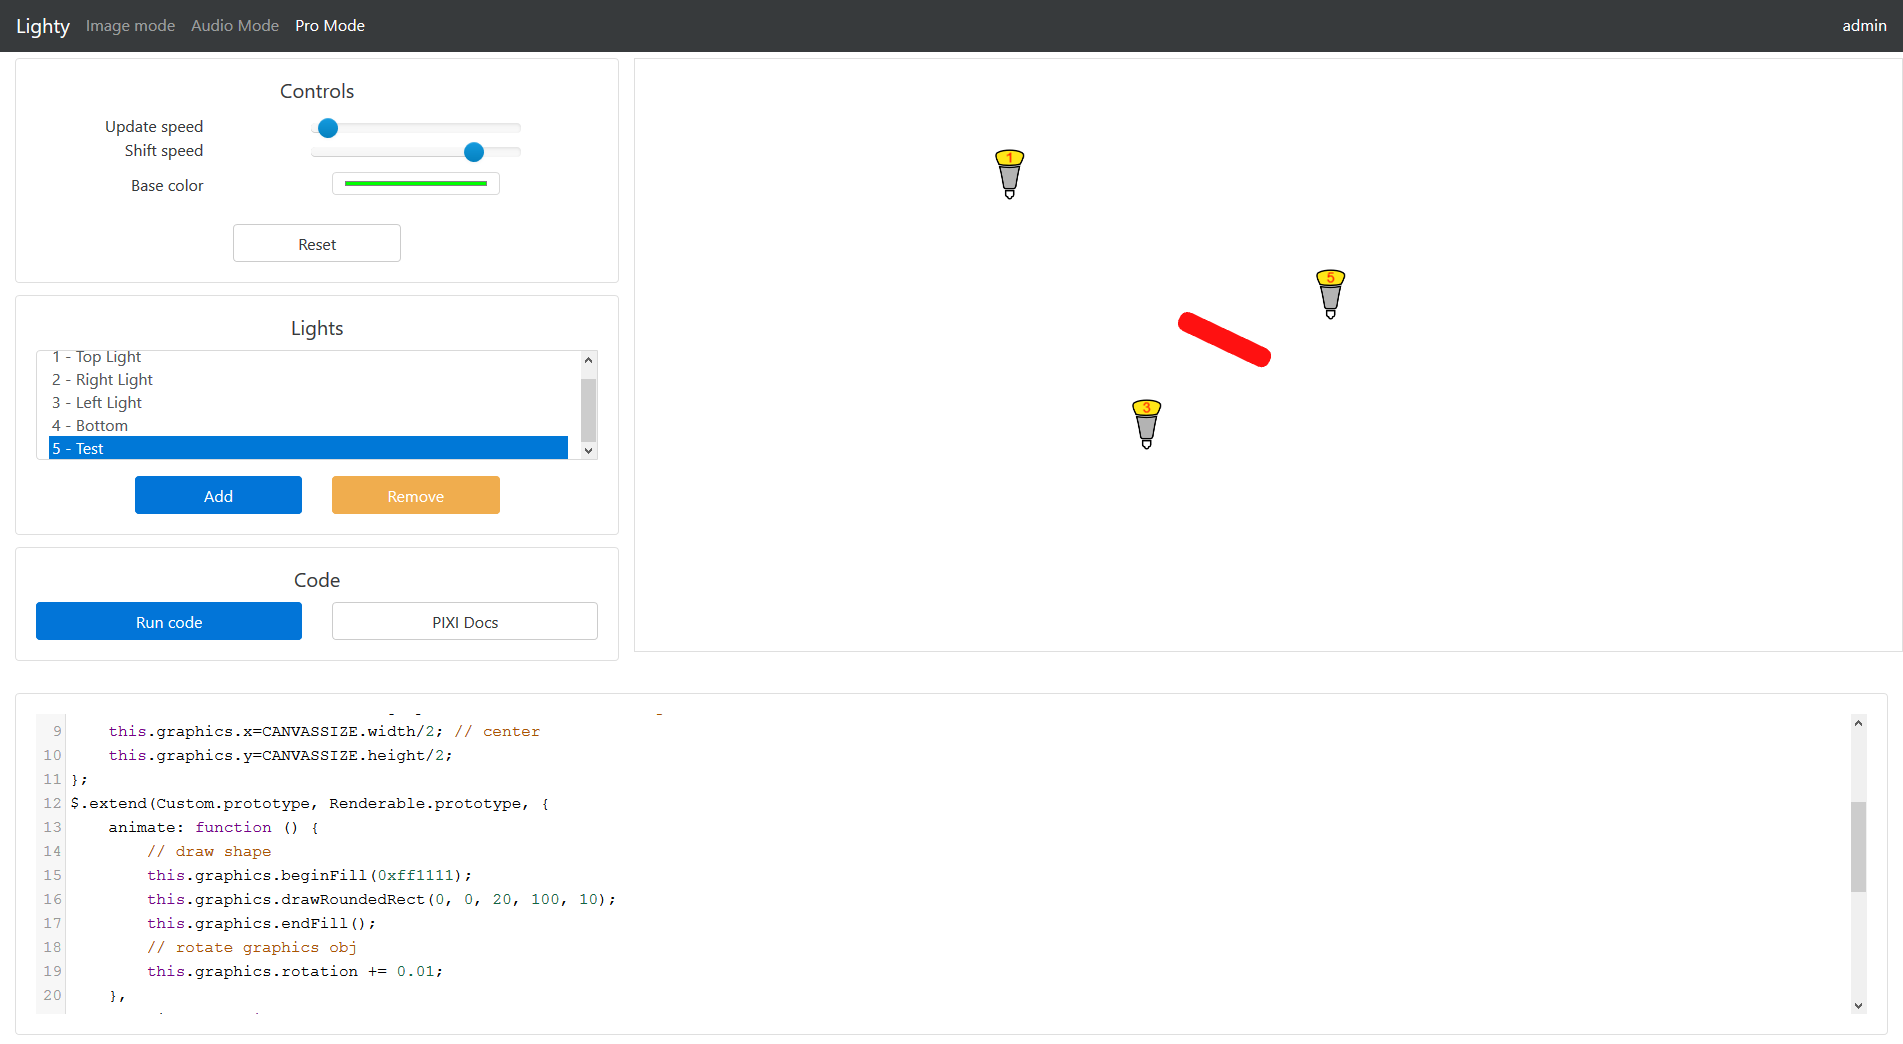 Lighty Image mode Audio Mode Pro Mode admin
Controls
Update speed
Shift speed
Base color
Reset
Lights
1 - Top Light
2 - Right Light
3 - Left Light
4 - Bottom
5 - Test
Add Remove
Code
Run code PIXI Docs
1
5
3
9 this.graphics.x=CANVASSIZE.width/2; // center
10 this.graphics.y=CANVASSIZE.height/2;
11 };
12 $.extend(Custom.prototype, Renderable.prototype, {
13 animate: function () {
14 // draw shape
15 this.graphics.beginFill(0xff1111);
16 this.graphics.drawRoundedRect(0, 0, 20, 100, 10);
17 this.graphics.endFill();
18 // rotate graphics obj
19 this.graphics.rotation += 0.01;
20 },